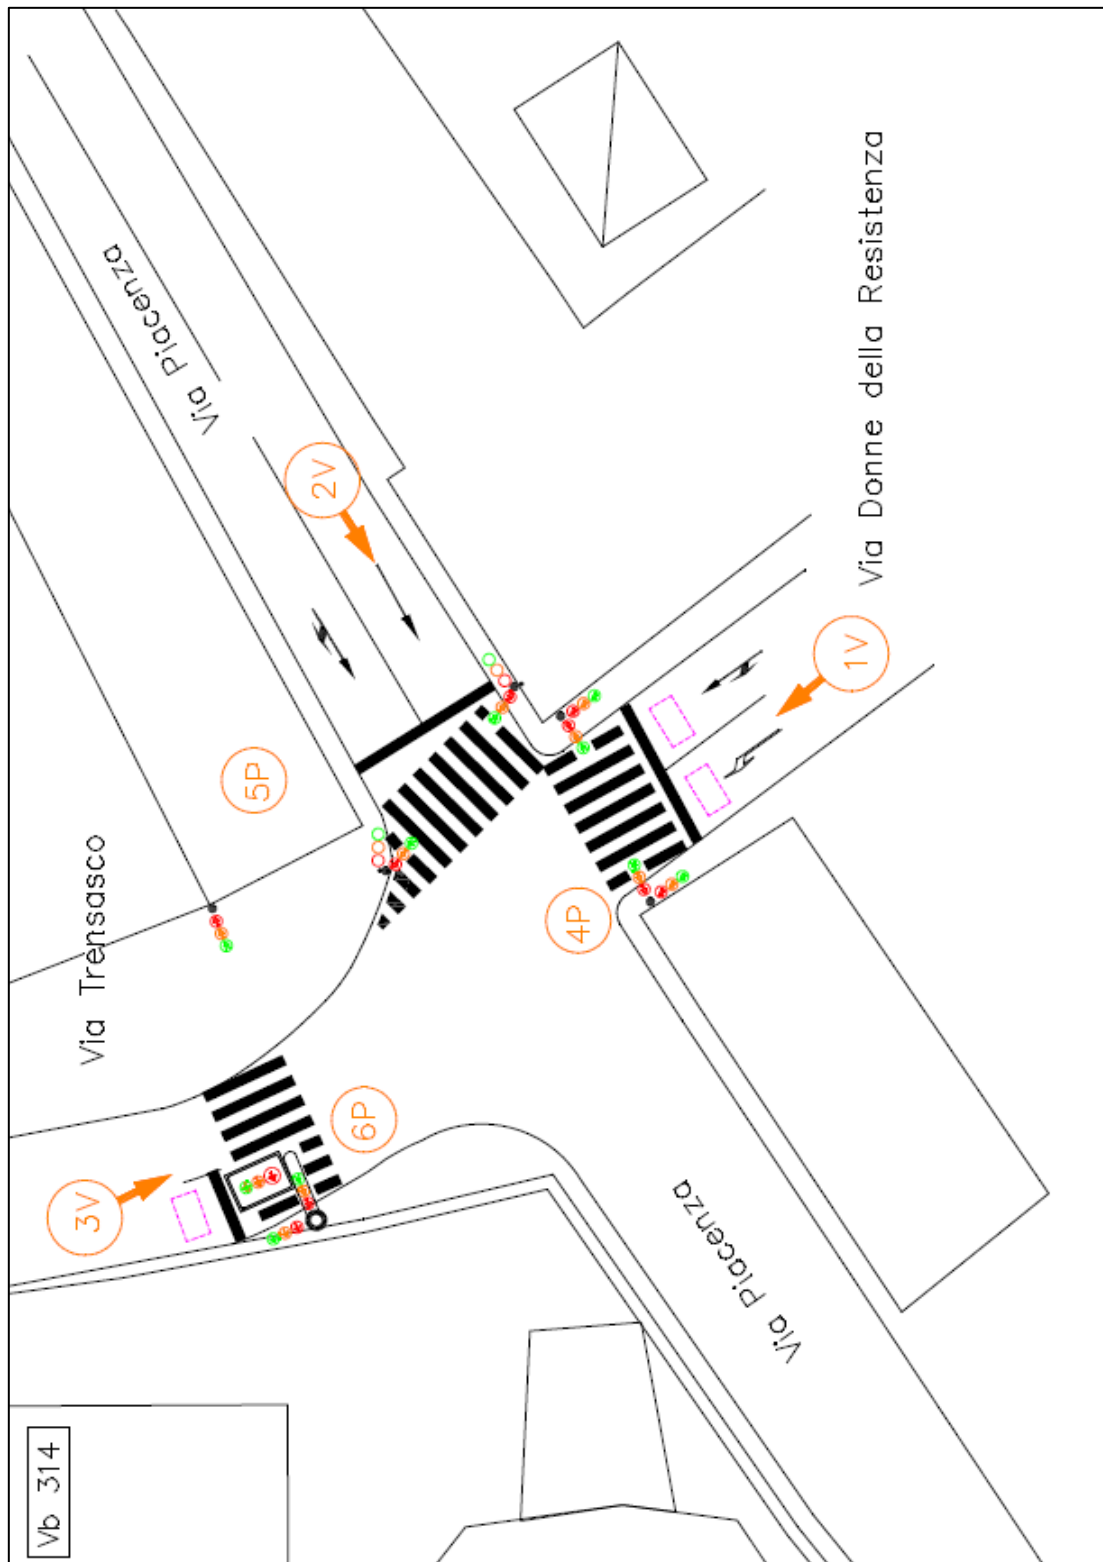 Via Piacenza
2V
Via Donne della Resistenza
1V
5P
Via Trensasco
4P
6P
3V
Via Piacenza
Vb 314